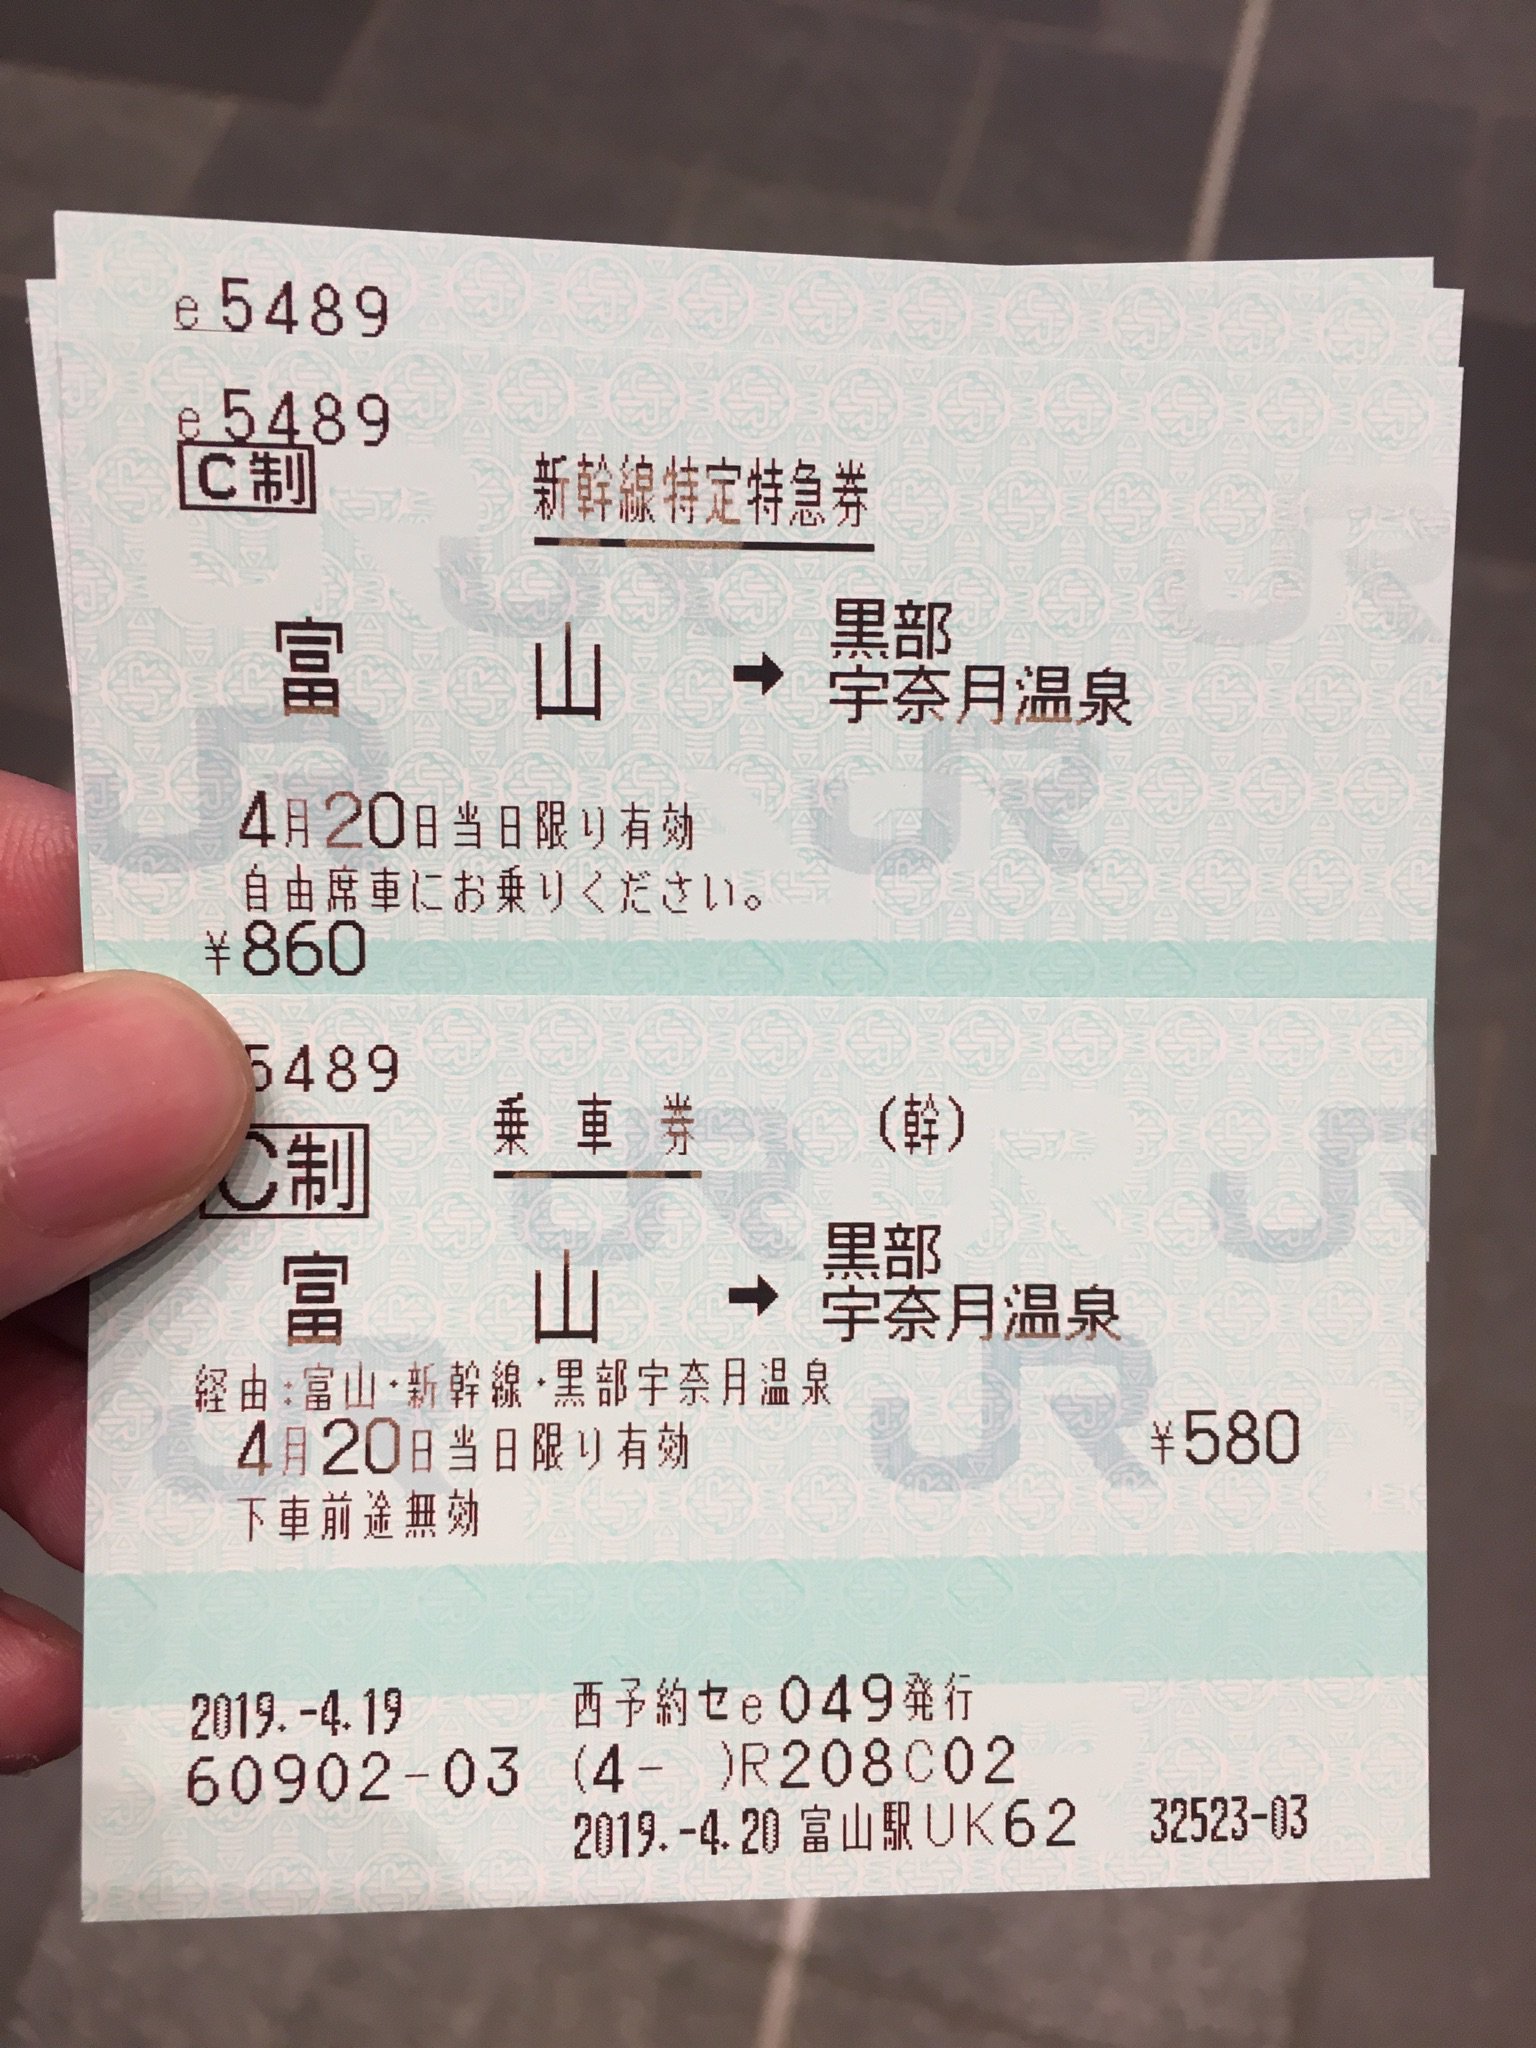 e5489
e5489
C制
新幹線特定特急券
富山 ➡ 黒部宇奈月温泉
4月20日当日限り有効
自由席車にお乗りください。
¥860
5489
C制
乗車券 (幹)
富山 ➡ 黒部宇奈月温泉
経由:富山・新幹線・黒部宇奈月温泉
4月20日当日限り有効 ¥580
下車前途無効
2019.-4.19 西予約セe049発行
60902-03 (4- )R208C02
2019.-4.20 富山駅UK62 32523-03